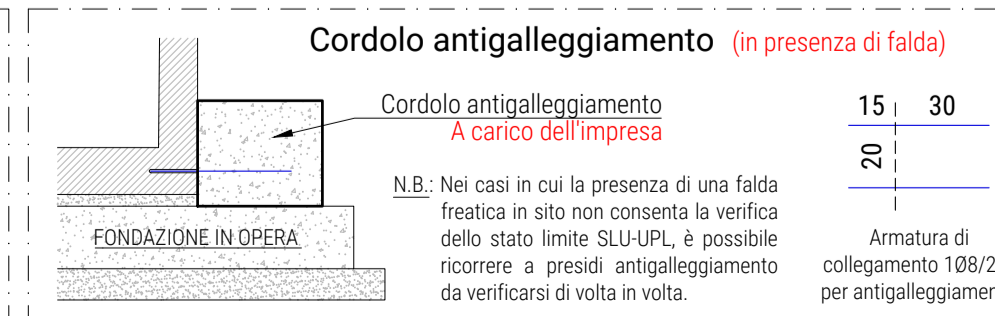 Cordolo antigalleggiamento (in presenza di falda)
Cordolo antigalleggiamento
A carico dell'impresa
N.B.: Nei casi in cui la presenza di una falda
freatica in sito non consenta la verifica
dello stato limite SLU-UPL, è possibile
ricorrere a presidi antigalleggiamento
da verificarsi di volta in volta.
FONDAZIONE IN OPERA
15 30
20
Armatura di
collegamento 1Ø8/2
per